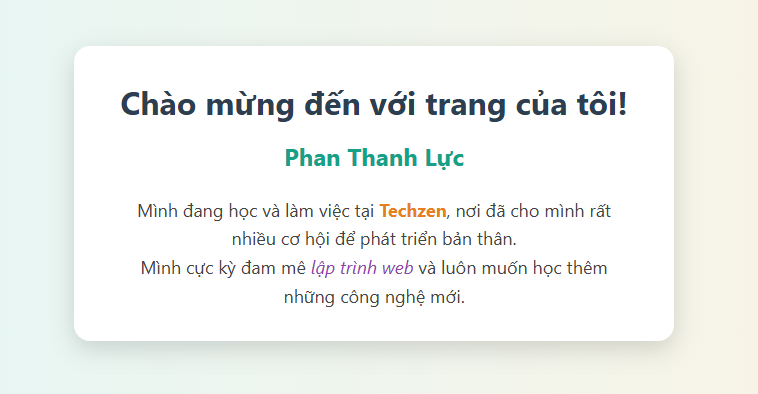 Chào mừng đến với trang của tôi!
Phan Thanh Lực
Mình đang học và làm việc tại Techzen, nơi đã cho mình rất
nhiều cơ hội để phát triển bản thân.
Mình cực kỳ đam mê lập trình web và luôn muốn học thêm
những công nghệ mới.